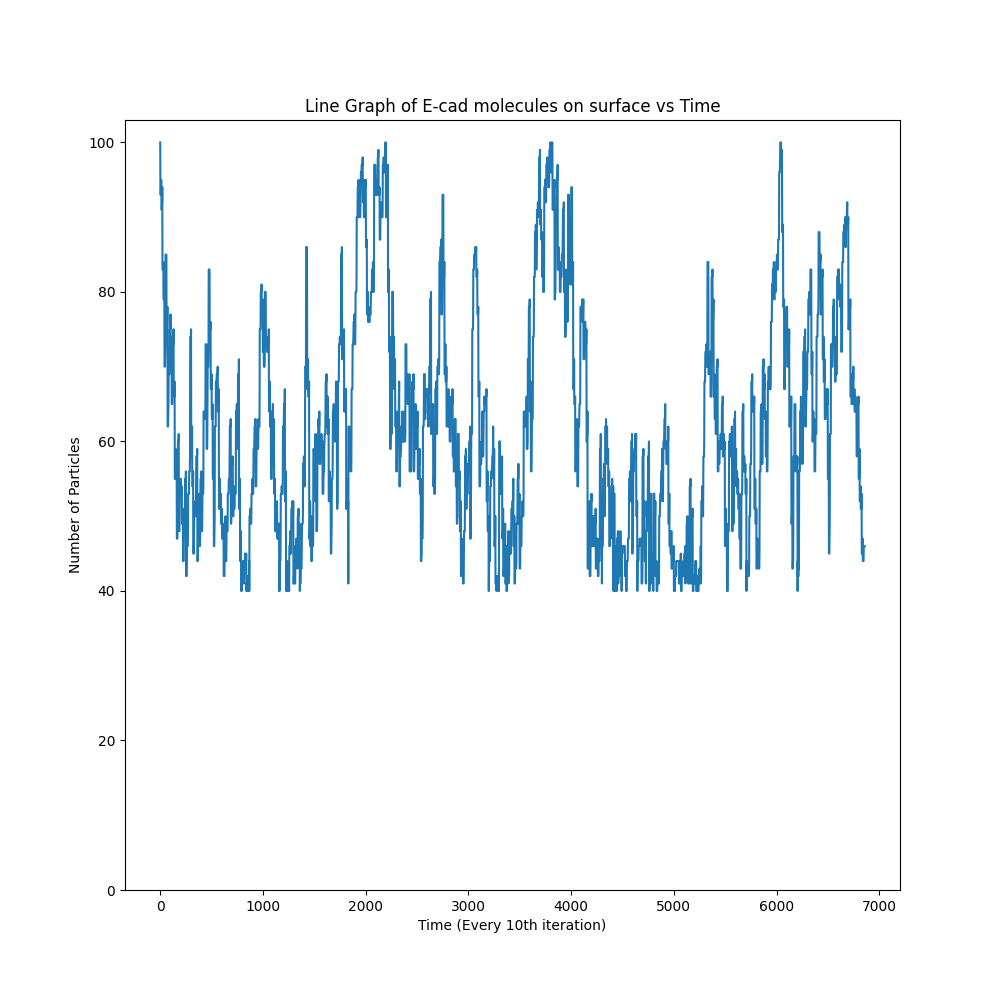 Line Graph of E-cad molecules on surface vs Time
100
80
60
40
20
0
Number of Particles
0 1000 2000 3000 4000 5000 6000 7000
Time (Every 10th iteration)